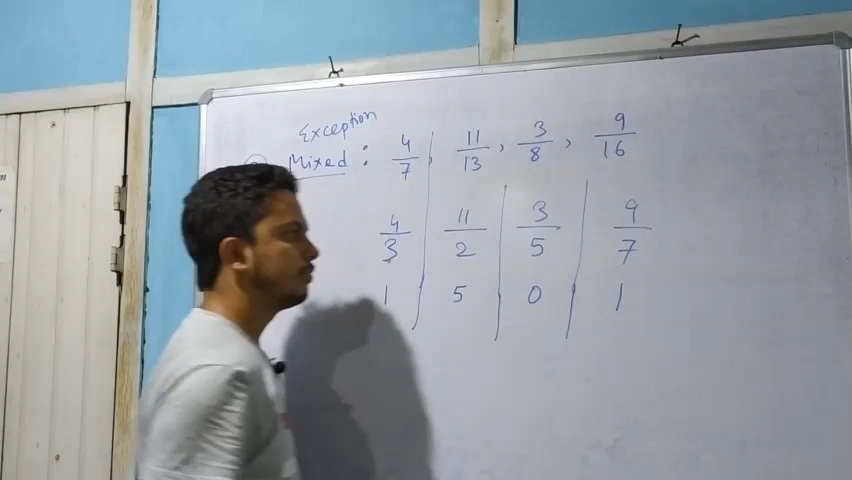 Exception
Mixed : 4/7, 11/13, 3/8, 9/16
4/3 | 11/2 | 3/5 | 9/7
1 | 5 | 0 | 1